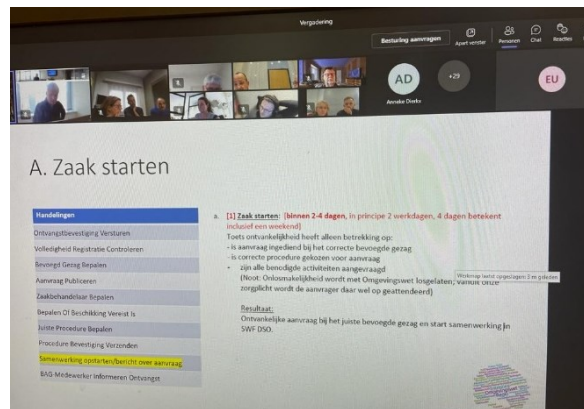 Vergadering
Besturing aanvragen
Apart venster
Personen
Chat
Reacties
AD
+29
EU
Anneke Dierks
A. Zaak starten
Handelingen
Ontvangstbevestiging Versturen
Volledigheid Registratie Controleren
Bevoegd Gezag Bepalen
Aanvraag Publiceren
Zaakbehandelaar Bepalen
Bepalen Of Beschikking Vereist Is
Juiste Procedure Bepalen
Procedure Bevestiging Verzenden
Samenwerking opstarten/bericht over aanvraag
BAG-Medewerker Informeren Ontvangst
a. [1] Zaak starten: [binnen 2-4 dagen, in principe 2 werkdagen, 4 dagen betekent
inclusief een weekend]
Toets ontvankelijkheid heeft alleen betrekking op:
- is aanvraag ingediend bij het correcte bevoegde gezag
- is correcte procedure gekozen voor aanvraag
• zijn alle benodigde activiteiten aangevraagd
(Noot: Onlosmakelijkheid wordt met Omgevingswet losgelaten, vanuit onze
zorgplicht wordt de aanvrager daar wel op geattendeerd)
Resultaat:
Ontvankelijke aanvraag bij het juiste bevoegde gezag en start samenwerking in
SWF DSO.